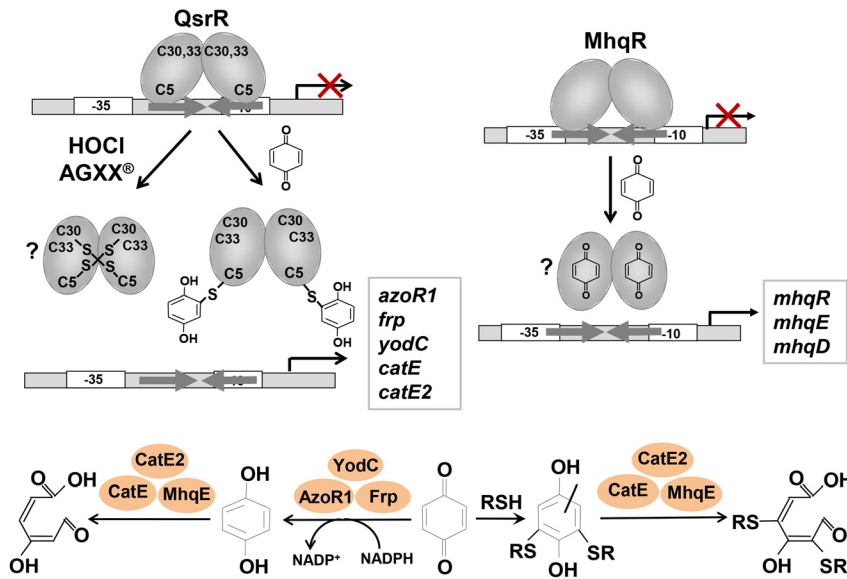 QsrR
C30,33 C30,33
C5 C5
-35
HOCl
AGXX®
O
O
?
C30
C33
C5
S S
S S
C30
C33
C5
C30
C33
C5
S
OH
OH
C30
C33
C5
S
OH
OH
-35 -10
azoR1
frp
yodC
catE
catE2
MhqR
-35 -10
O
O
?
O
O
O
O
-35 -10
mhqR
mhqE
mhqD
O OH
O
OH
CatE2
CatE MhqE
OH
OH
YodC
AzoR1 Frp
NADP+ NADPH
O
O
RSH
OH
RS SR
OH
CatE2
CatE MhqE
O OH
RS
O
OH SR